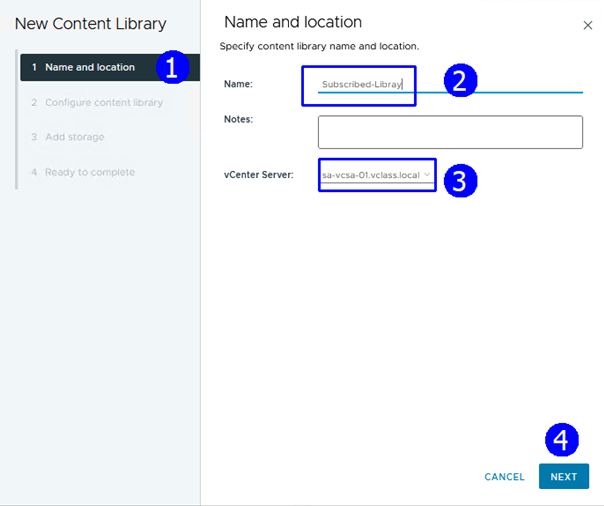 New Content Library
1 Name and location
1
2 Configure content library
3 Add storage
4 Ready to complete
Name and location
Specify content library name and location.
Name:
Subscribed-Libray
2
Notes:
vCenter Server:
sa-vcsa-01.vclass.local
3
4
CANCEL
NEXT